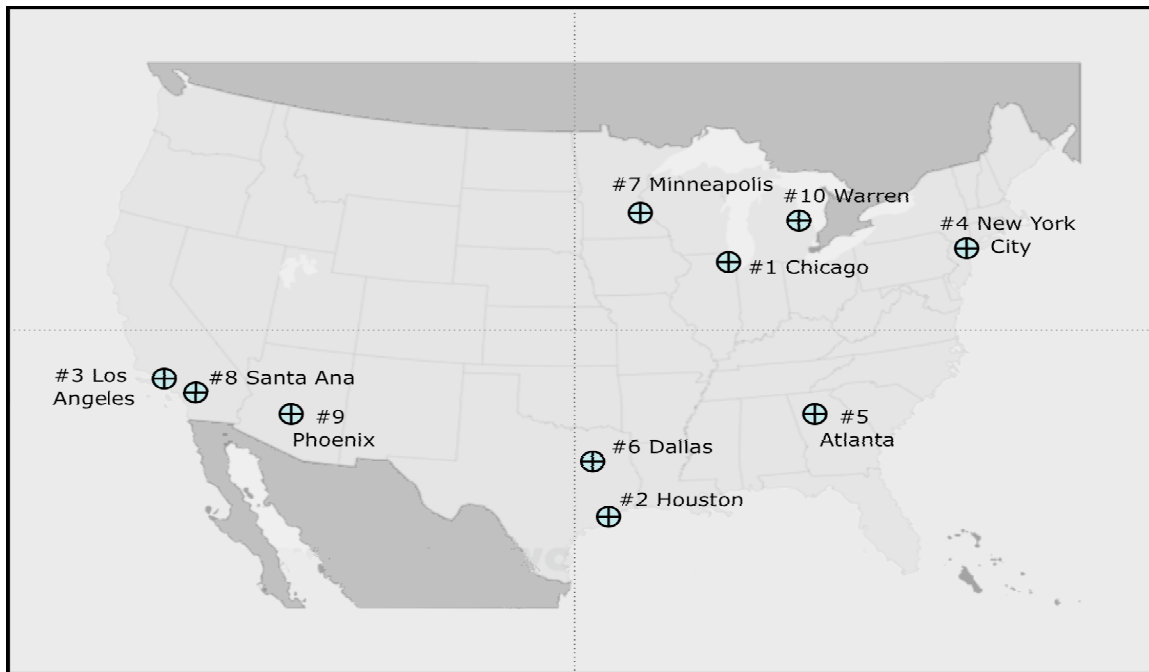 #7 Minneapolis
#10 Warren
#4 New York
City
#1 Chicago
#3 Los
Angeles
#8 Santa Ana
#9
Phoenix
#5
Atlanta
#6 Dallas
#2 Houston